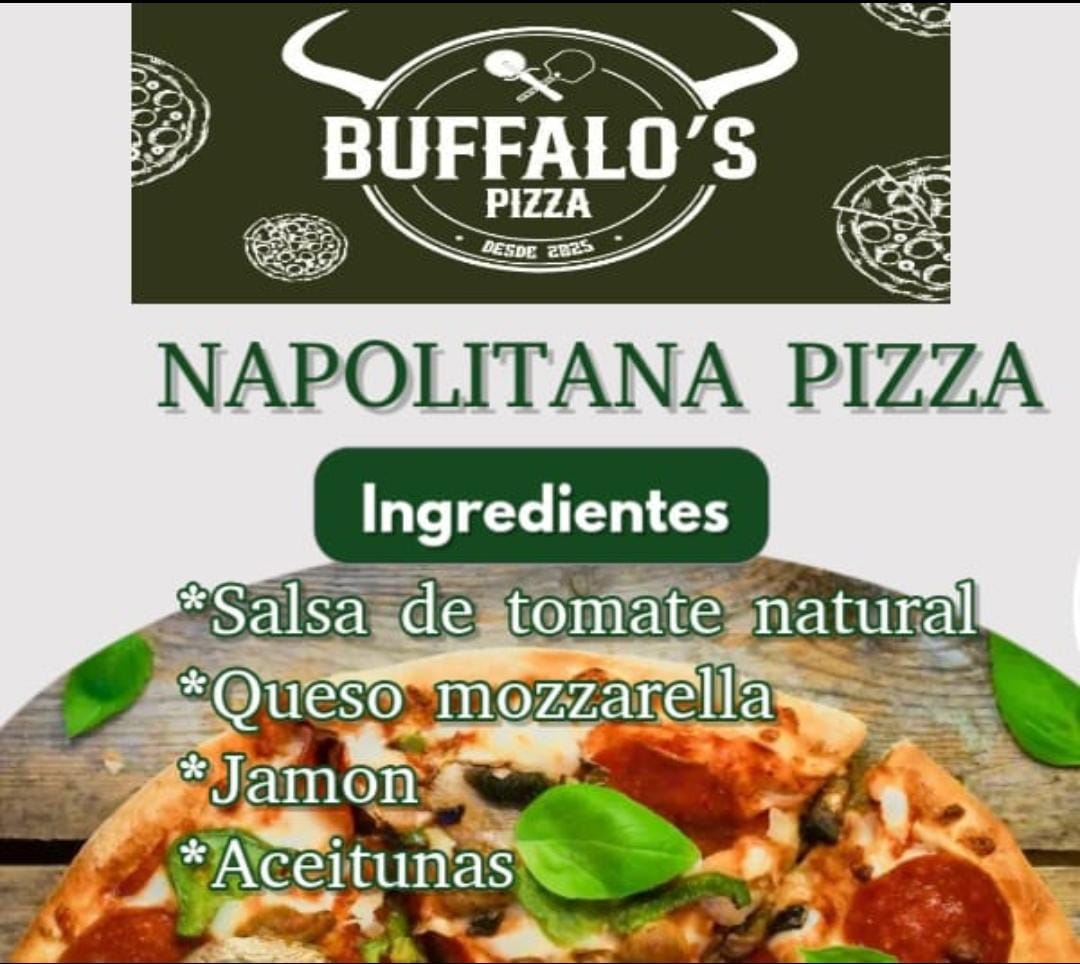 BUFFALO'S
PIZZA
DESDE 2025
NAPOLITANA PIZZA
Ingredientes
*Salsa de tomate natural
*Queso mozzarella
*Jamon
*Aceitunas